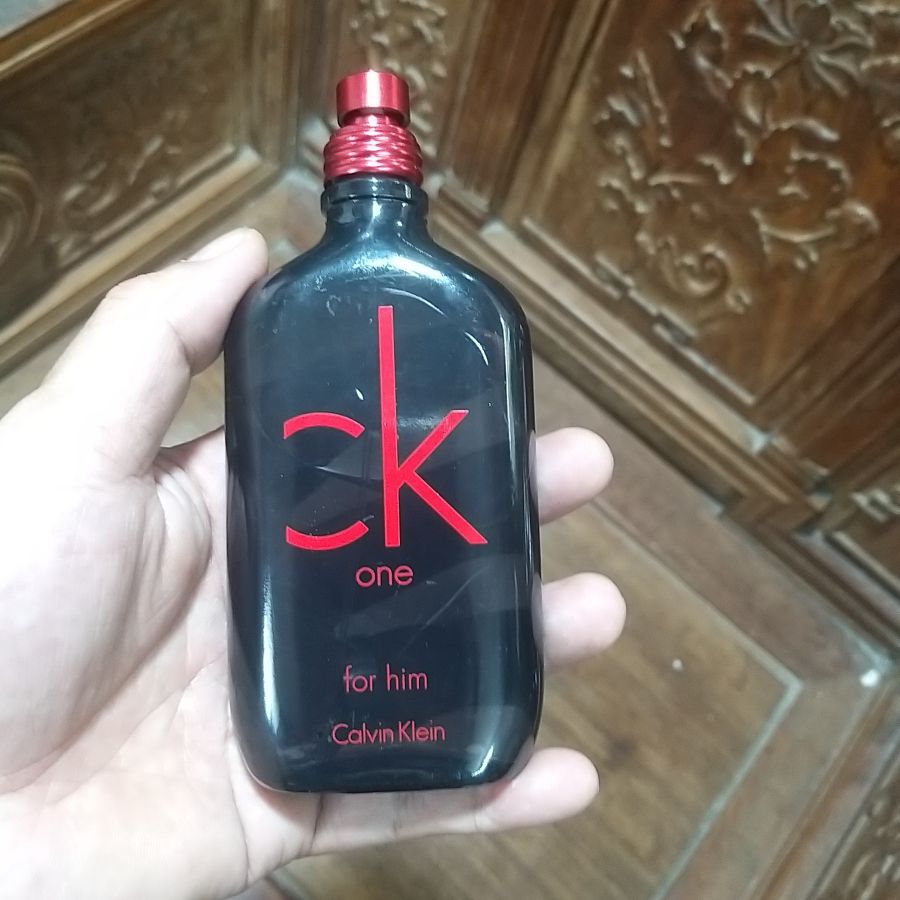 ck
one
for him
Calvin Klein